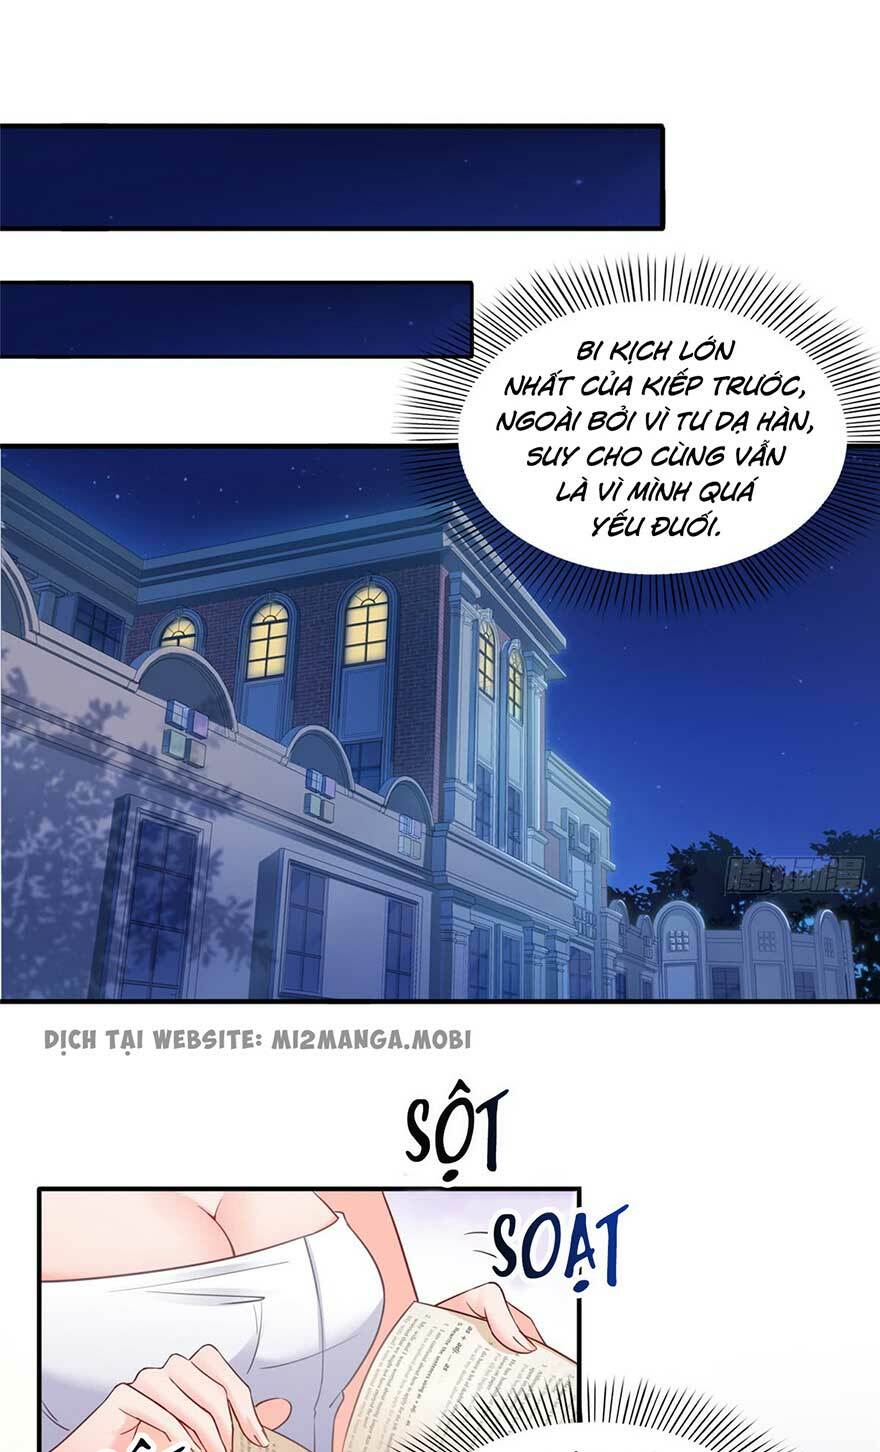 BI KỊCH LỚN
NHẤT CỦA KIẾP TRƯỚC,
NGOÀI BỞI VÌ TƯ DẠ HÀN,
SUY CHO CÙNG VẪN
LÀ VÌ MÌNH QUÁ
YẾU ĐUỐI.
DỊCH TẠI WEBSITE: MI2MANGA.MOBI
SỘT
SOẠT